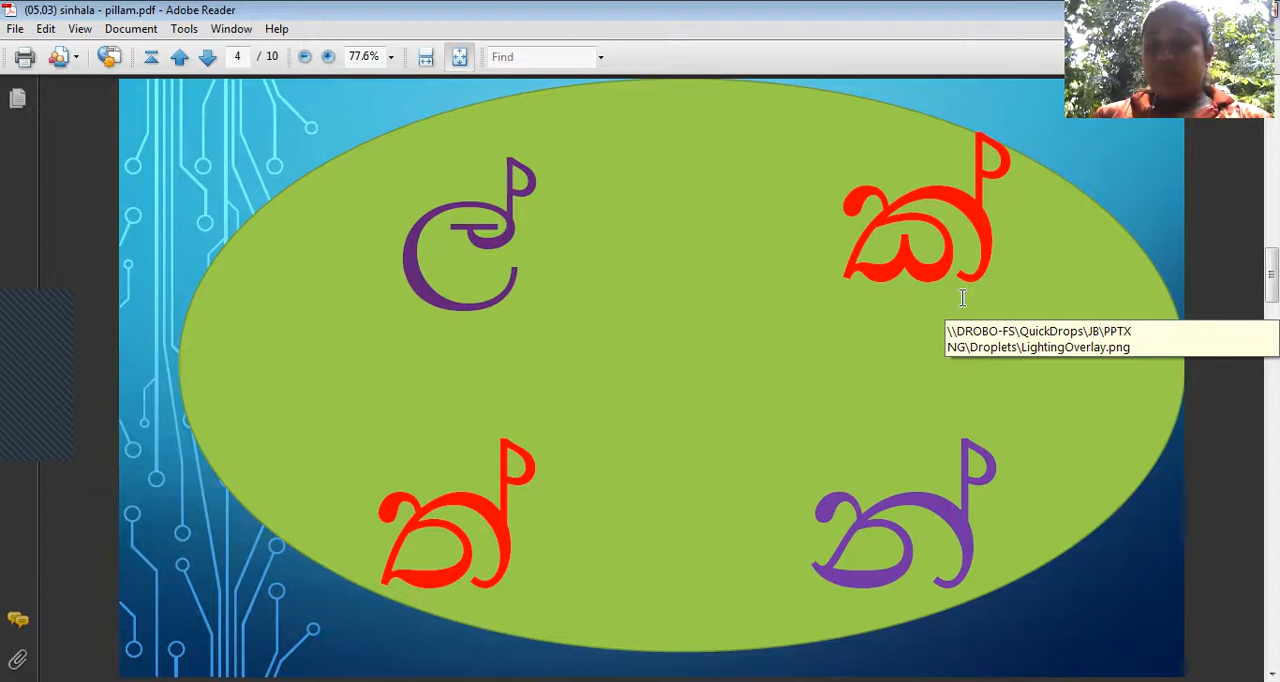 ට් ඛ්
ච් ව්
(05.03) sinhala - pillam.pdf - Adobe Reader
File Edit View Document Tools Window Help
4 / 10 77.6% Find
\\DROBO-FS\QuickDrops\JB\PPTX
NG\Droplets\LightingOverlay.png